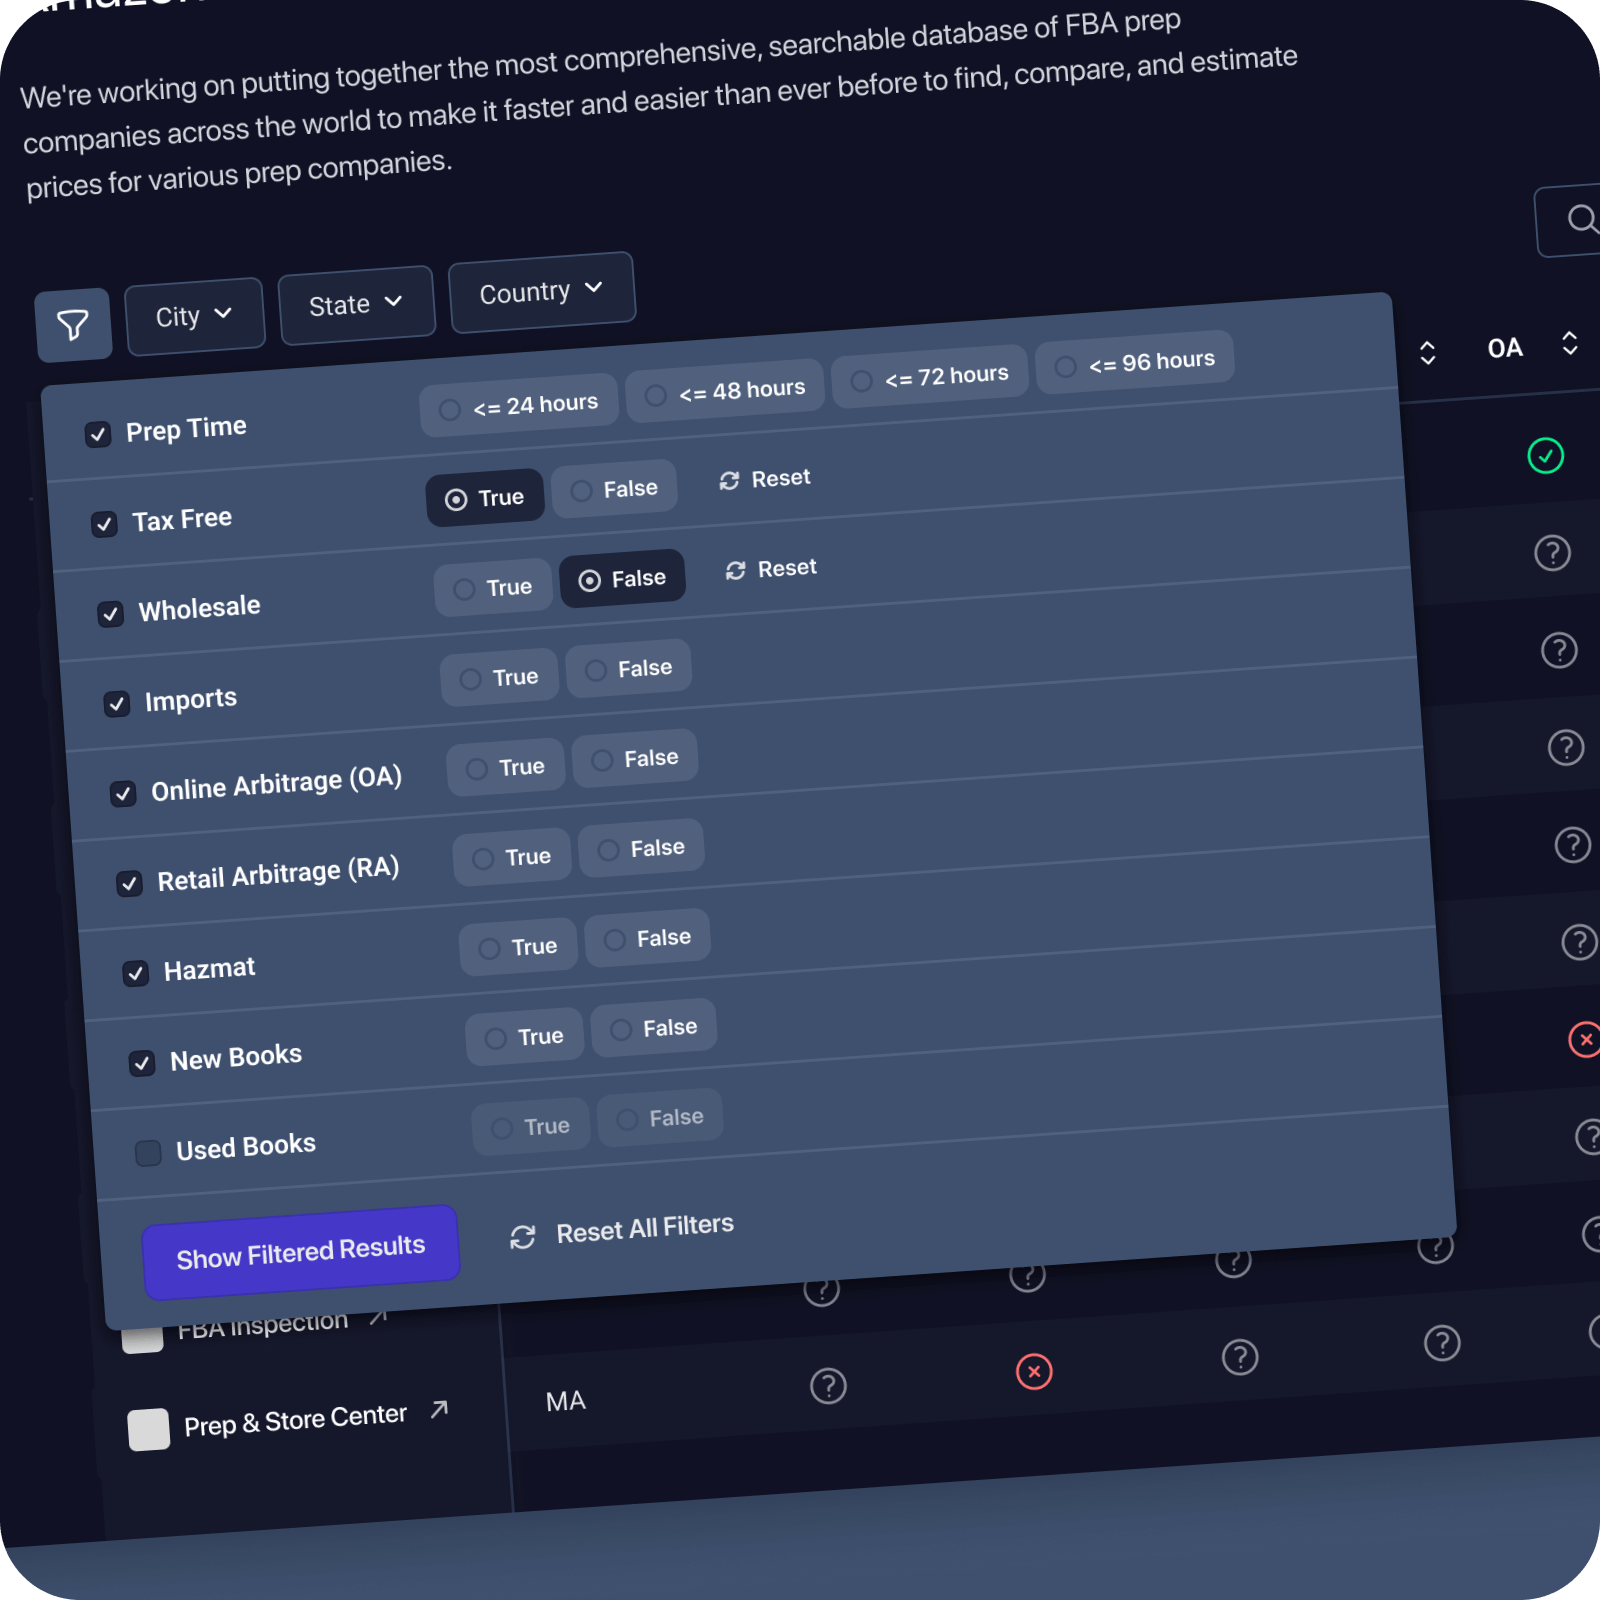 We're working on putting together the most comprehensive, searchable database of FBA prep
companies across the world to make it faster and easier than ever before to find, compare, and estimate
prices for various prep companies.
City
State
Country
OA
Prep Time
<= 24 hours
<= 48 hours
<= 72 hours
<= 96 hours
Tax Free
True
False
Reset
Wholesale
True
False
Reset
Imports
True
False
Online Arbitrage (OA)
True
False
Retail Arbitrage (RA)
True
False
Hazmat
True
False
New Books
True
False
Used Books
True
False
Show Filtered Results
Reset All Filters
FBA Inspection
Prep & Store Center
MA